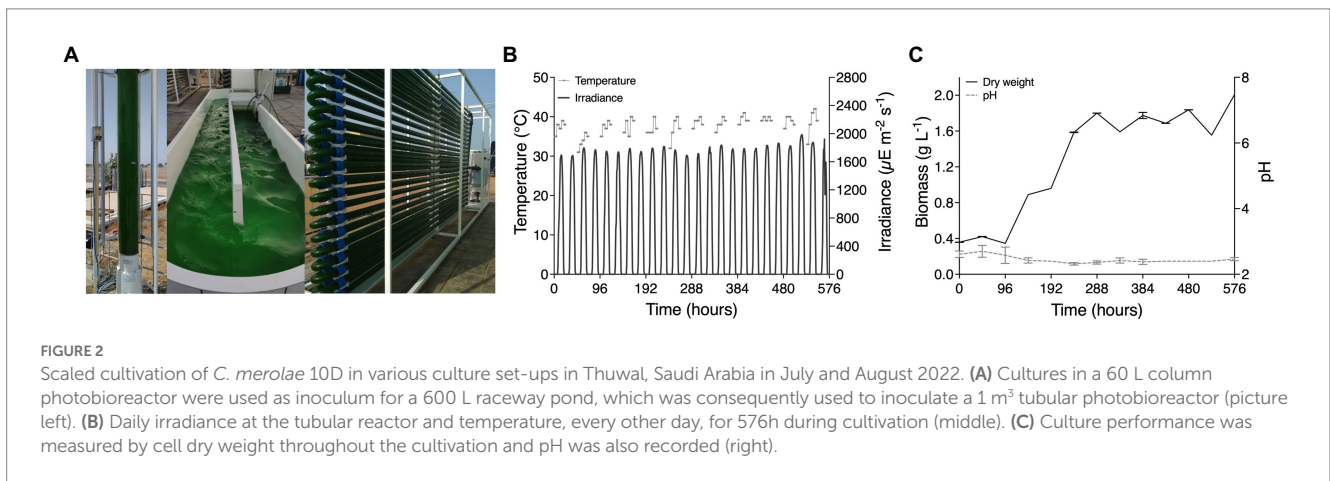 A
B
C
Temperature
Irradiance
50
40
30
20
10
0
Temperature (°C)
2800
2400
2000
1600
1200
800
400
0
Irradiance (µE m⁻² s⁻¹)
0 96 192 288 384 480 576
Time (hours)
Dry weight
pH
2.0
1.6
1.2
0.8
0.4
0.0
Biomass (g L⁻¹)
8
6
4
2
pH
0 96 192 288 384 480 576
Time (hours)
FIGURE 2
Scaled cultivation of C. merolae 10D in various culture set-ups in Thuwal, Saudi Arabia in July and August 2022. (A) Cultures in a 60 L column
photobioreactor were used as inoculum for a 600 L raceway pond, which was consequently used to inoculate a 1 m³ tubular photobioreactor (picture
left). (B) Daily irradiance at the tubular reactor and temperature, every other day, for 576h during cultivation (middle). (C) Culture performance was
measured by cell dry weight throughout the cultivation and pH was also recorded (right).